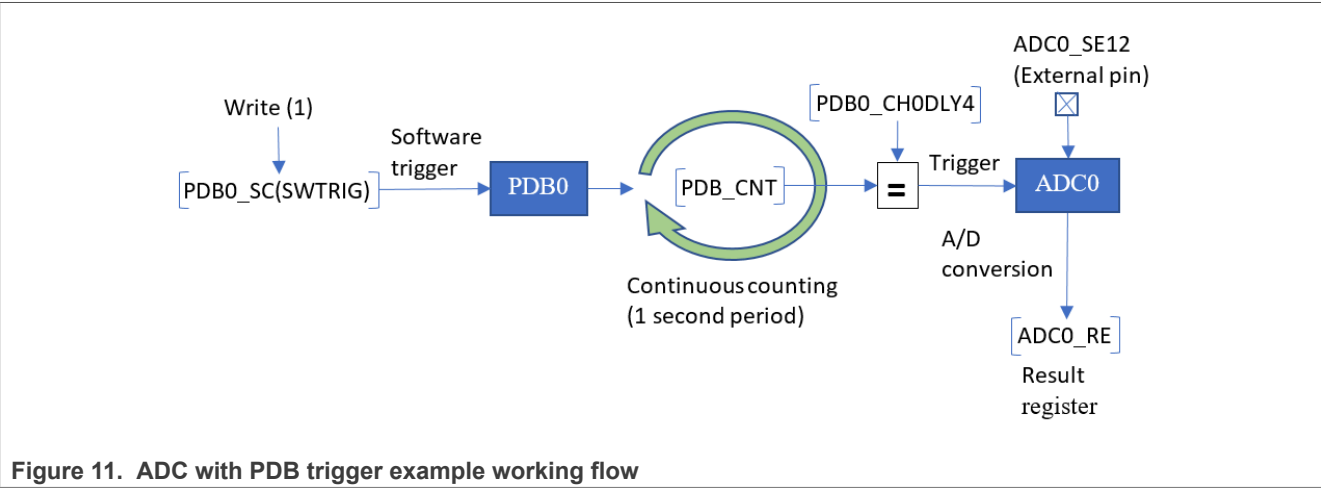 ADC0_SE12
(External pin)
Write (1)
[PDB0_CH0DLY4]
Software
trigger
Trigger
[PDB0_SC(SWTRIG)]
PDB0
[PDB_CNT]
=
ADC0
A/D
conversion
Continuous counting
(1 second period)
[ADC0_RE]
Result
register
Figure 11. ADC with PDB trigger example working flow